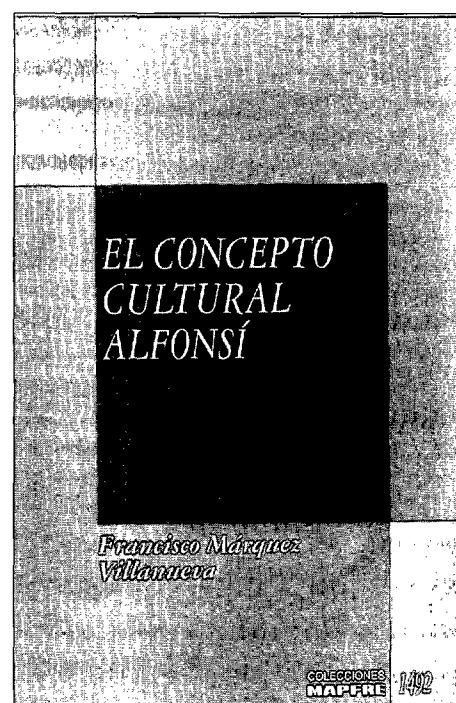 EL CONCEPTO
CULTURAL
ALFONSÍ
Francisco Márquez
Villanueva
COLECCIONES
MAPFRE
1492